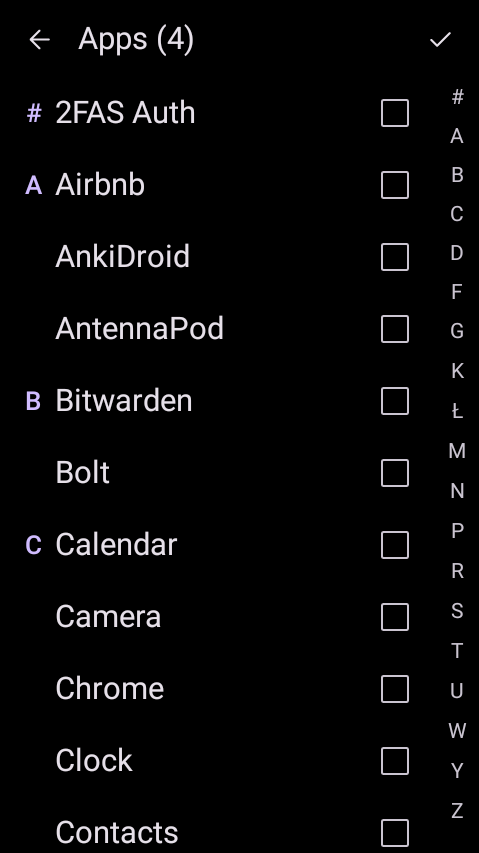 Apps (4)
# 2FAS Auth
A Airbnb
AnkiDroid
AntennaPod
B Bitwarden
Bolt
C Calendar
Camera
Chrome
Clock
Contacts
#
A
B
C
D
F
G
K
Ł
M
N
P
R
S
T
U
W
Y
Z